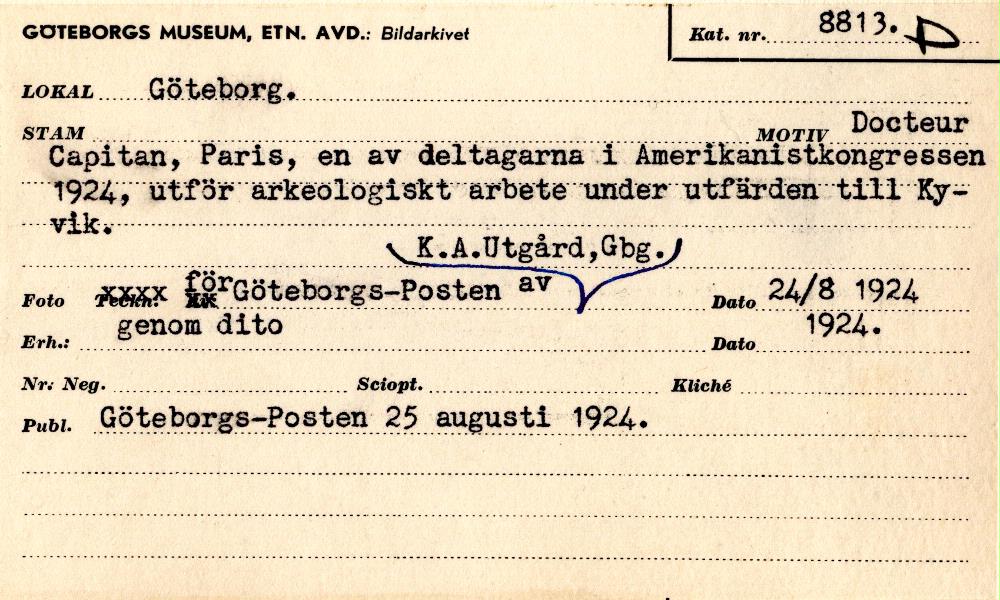 GÖTEBORGS MUSEUM, ETN. AVD.: Bildarkivet
Kat. nr. 8813. D
LOKAL Göteborg.
STAM MOTIV Docteur
Capitan, Paris, en av deltagarna i Amerikanistkongressen
1924, utför arkeologiskt arbete under utfärden till Ky-
vik.
K.A.Utgård,Gbg.
Foto xxxx för Göteborgs-Posten av Dato 24/8 1924
Erh.: genom dito Dato 1924.
Nr: Neg. Sciopt. Kliché
Publ. Göteborgs-Posten 25 augusti 1924.